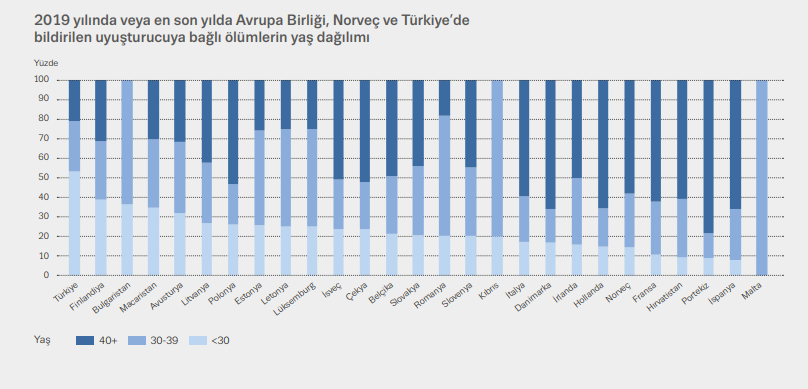 2019 yılında veya en son yılda Avrupa Birliği, Norveç ve Türkiye'de
bildirilen uyuşturucuya bağlı ölümlerin yaş dağılımı
Yüzde
100
90
80
70
60
50
40
30
20
10
0
Türkiye
Finlandiya
Bulgaristan
Macaristan
Avusturya
Litvanya
Polonya
Estonya
Letonya
Lüksemburg
İsveç
Çekya
Belçika
Slovakya
Romanya
Slovenya
Kıbrıs
İtalya
Danimarka
İrlanda
Hollanda
Norveç
Fransa
Hırvatistan
Portekiz
İspanya
Malta
Yaş 40+ 30-39 <30